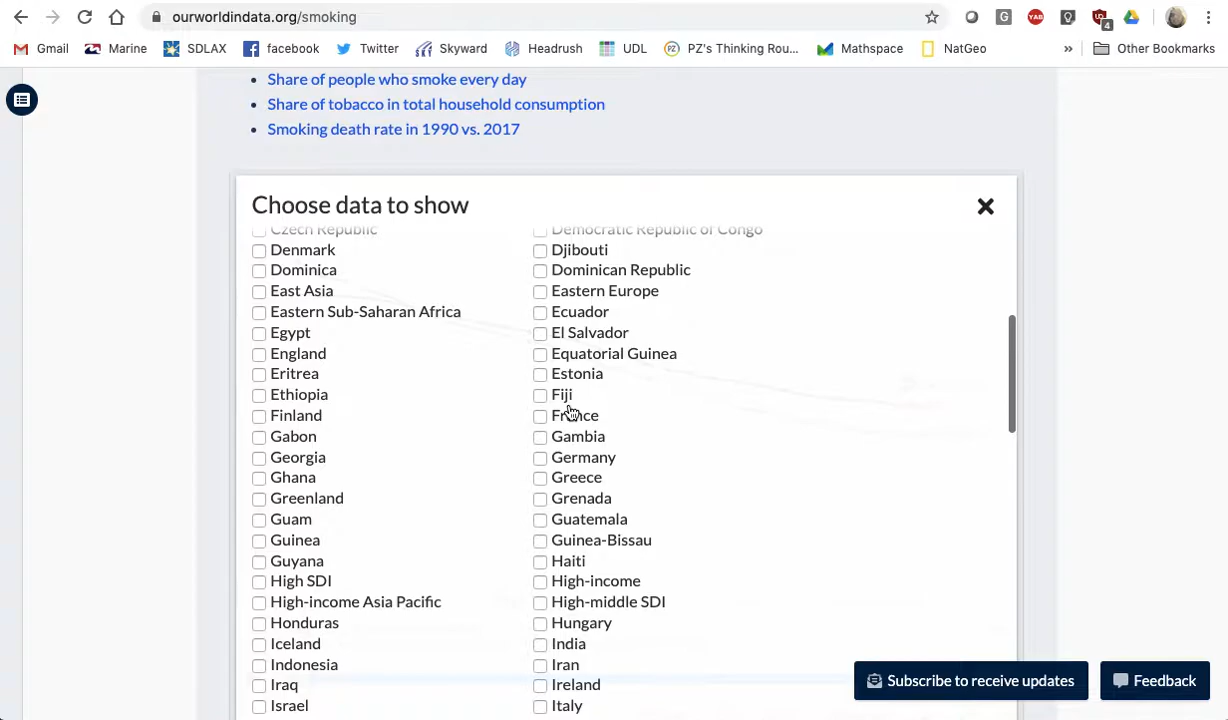 ourworldindata.org/smoking
G
YAB
4
Gmail Marine SDLAX facebook Twitter Skyward Headrush UDL PZ's Thinking Rou... Mathspace NatGeo » Other Bookmarks
Share of people who smoke every day
Share of tobacco in total household consumption
Smoking death rate in 1990 vs. 2017
Choose data to show
Czech Republic Democratic Republic of Congo
Denmark Djibouti
Dominica Dominican Republic
East Asia Eastern Europe
Eastern Sub-Saharan Africa Ecuador
Egypt El Salvador
England Equatorial Guinea
Eritrea Estonia
Ethiopia Fiji
Finland France
Gabon Gambia
Georgia Germany
Ghana Greece
Greenland Grenada
Guam Guatemala
Guinea Guinea-Bissau
Guyana Haiti
High SDI High-income
High-income Asia Pacific High-middle SDI
Honduras Hungary
Iceland India
Indonesia Iran
Iraq Ireland
Israel Italy
Subscribe to receive updates Feedback